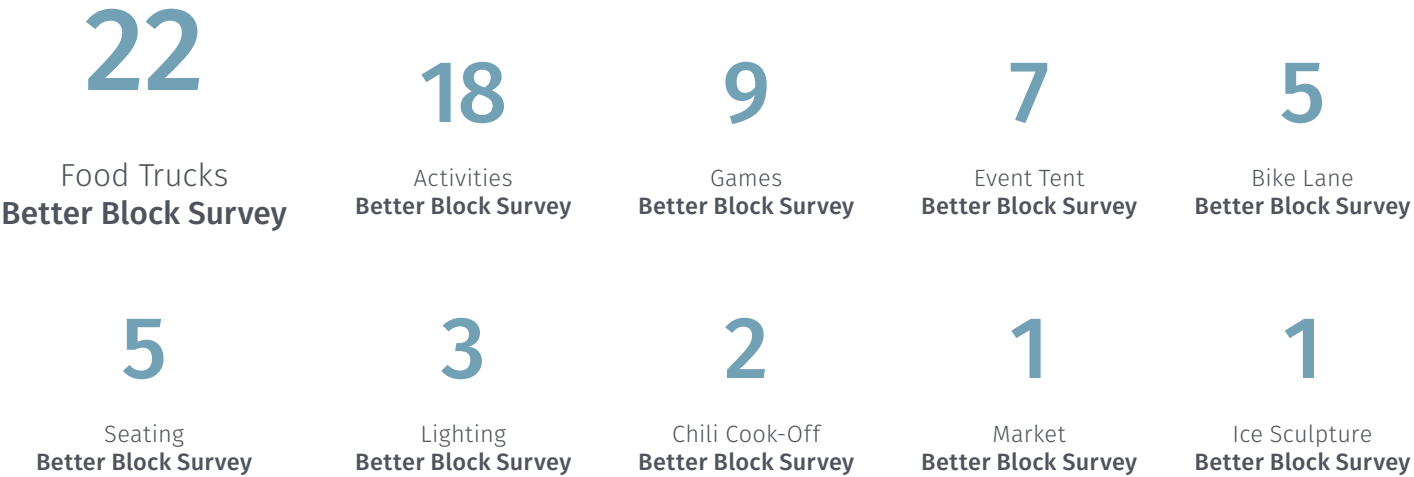 22
Food Trucks
Better Block Survey
18
Activities
Better Block Survey
9
Games
Better Block Survey
7
Event Tent
Better Block Survey
5
Bike Lane
Better Block Survey
5
Seating
Better Block Survey
3
Lighting
Better Block Survey
2
Chili Cook-Off
Better Block Survey
1
Market
Better Block Survey
1
Ice Sculpture
Better Block Survey